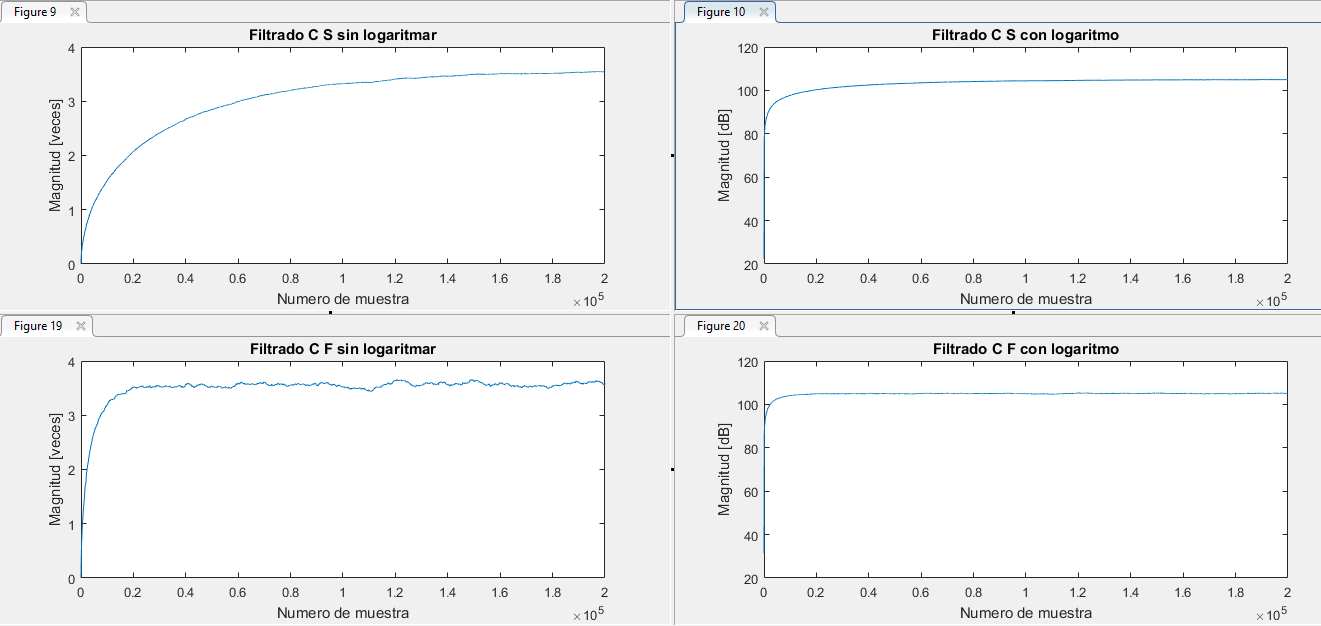 Figure 9
Filtrado C S sin logaritmar
Magnitud [veces]
4
3
2
1
0
0 0.2 0.4 0.6 0.8 1 1.2 1.4 1.6 1.8 2
×10^5
Numero de muestra
Figure 10
Filtrado C S con logaritmo
Magnitud [dB]
120
100
80
60
40
20
0 0.2 0.4 0.6 0.8 1 1.2 1.4 1.6 1.8 2
×10^5
Numero de muestra
Figure 19
Filtrado C F sin logaritmar
Magnitud [veces]
4
3
2
1
0
0 0.2 0.4 0.6 0.8 1 1.2 1.4 1.6 1.8 2
×10^5
Numero de muestra
Figure 20
Filtrado C F con logaritmo
Magnitud [dB]
120
100
80
60
40
20
0 0.2 0.4 0.6 0.8 1 1.2 1.4 1.6 1.8 2
×10^5
Numero de muestra